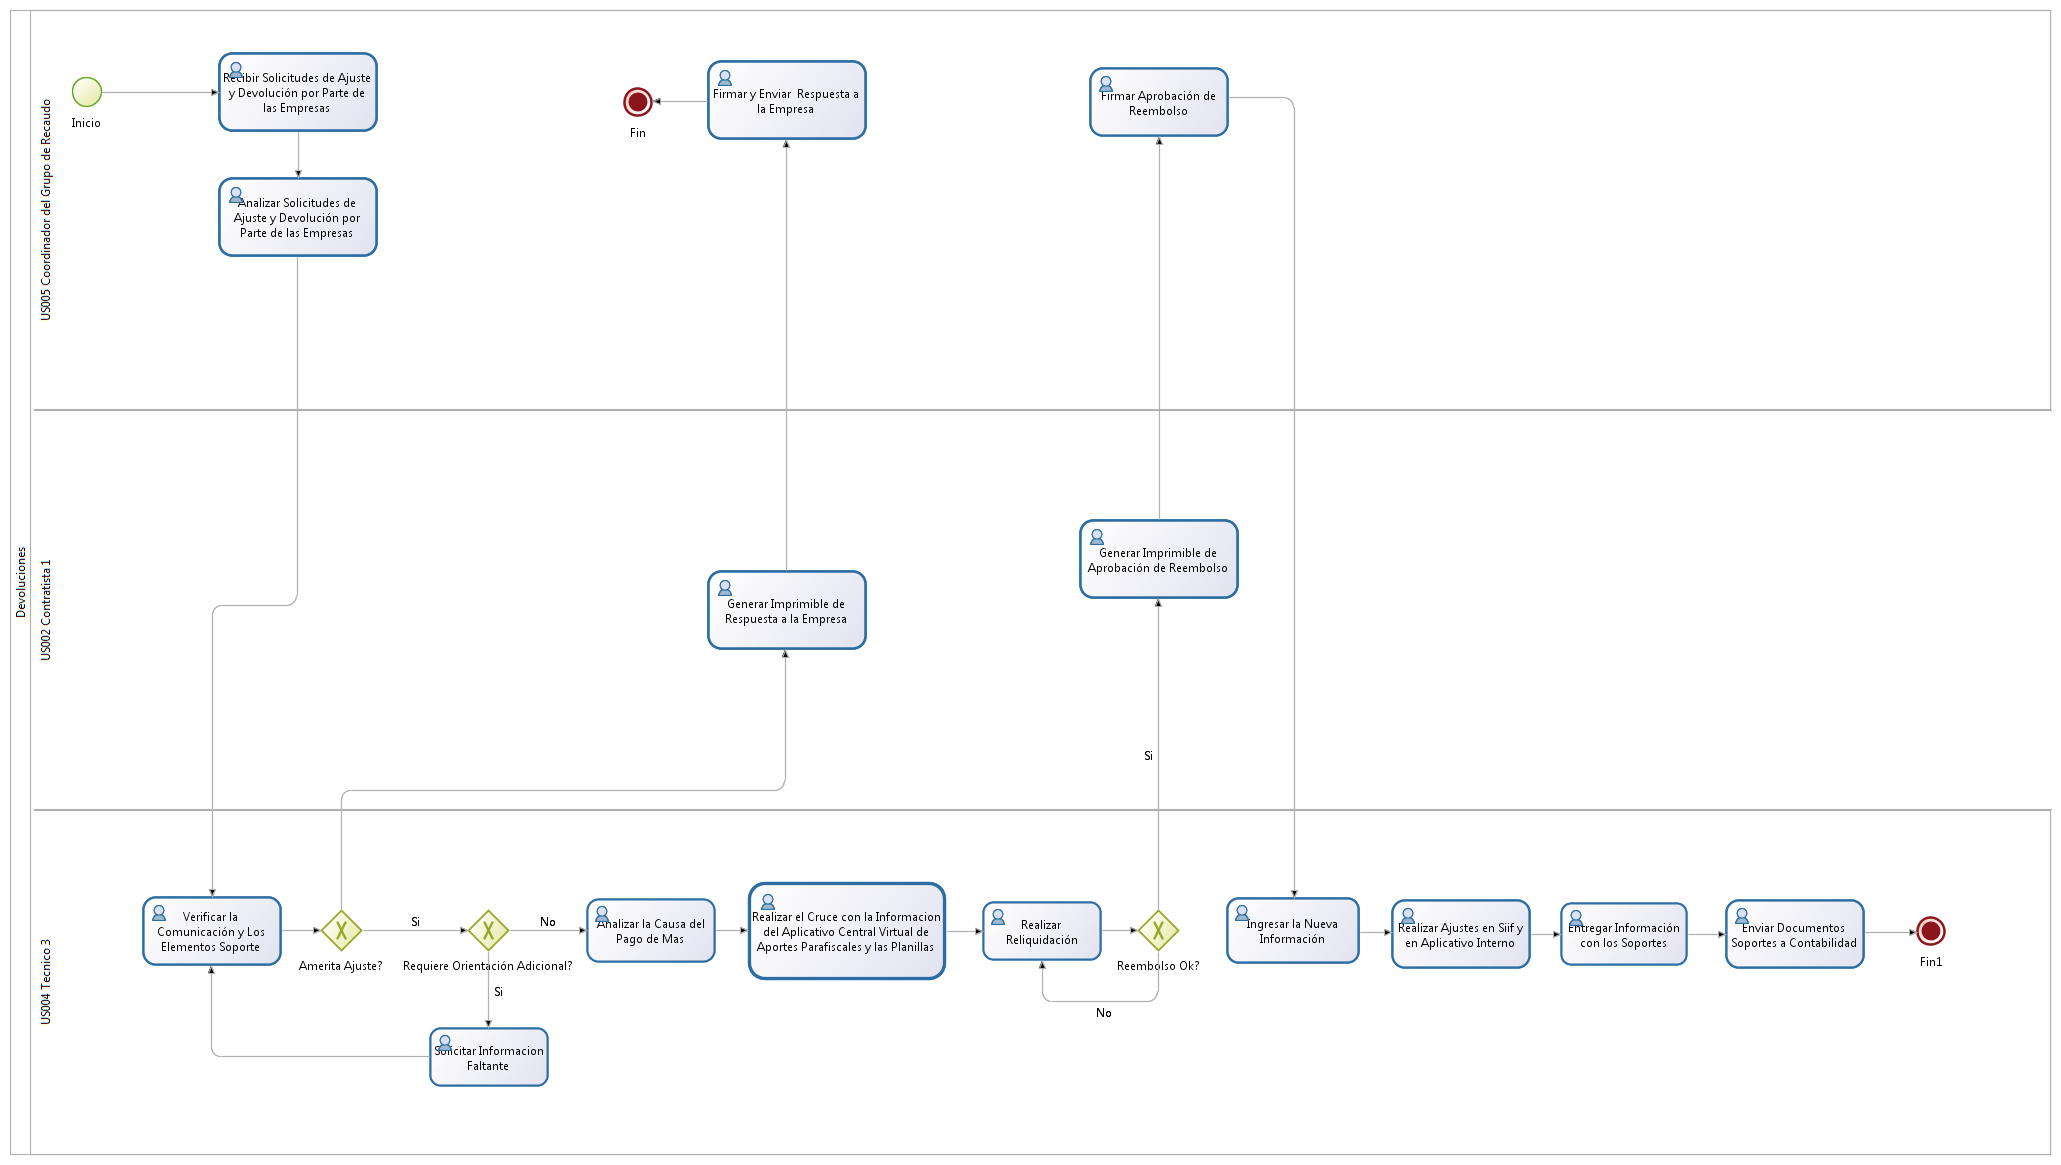 Devoluciones
US005 Coordinador del Grupo de Recaudo
Inicio
Recibir Solicitudes de Ajuste
y Devolución por Parte de
las Empresas
Analizar Solicitudes de
Ajuste y Devolución por
Parte de las Empresas
Fin
Firmar y Enviar Respuesta a
la Empresa
Firmar Aprobación de
Reembolso
US002 Contratista 1
Generar Imprimible de
Respuesta a la Empresa
Generar Imprimible de
Aprobación de Reembolso
Si
US004 Tecnico 3
Verificar la
Comunicación y Los
Elementos Soporte
Amerita Ajuste?
Si
Requiere Orientación Adicional?
No
Si
Solicitar Informacion
Faltante
Analizar la Causa del
Pago de Mas
Realizar el Cruce con la Informacion
del Aplicativo Central Virtual de
Aportes Parafiscales y las Planillas
Realizar
Reliquidación
Reembolso Ok?
No
Ingresar la Nueva
Información
Realizar Ajustes en Siif y
en Aplicativo Interno
Entregar Información
con los Soportes
Enviar Documentos
Soportes a Contabilidad
Fin1